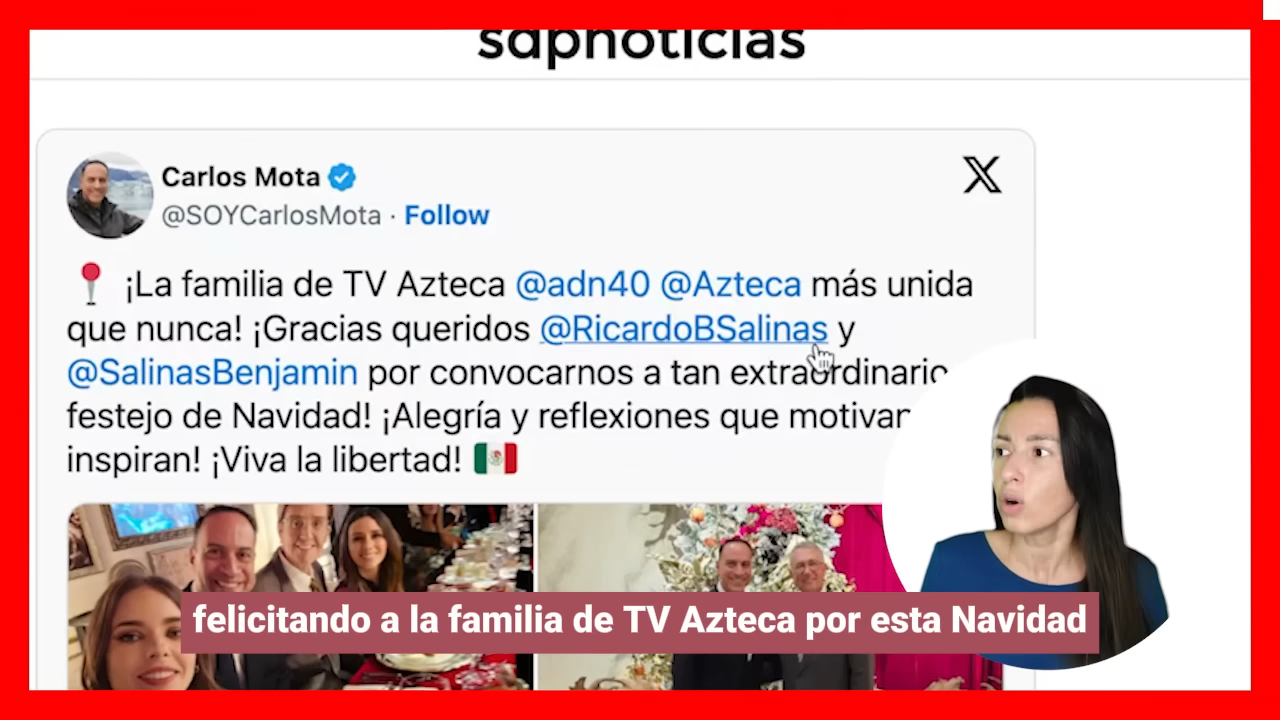 sdpnoticias
Carlos Mota
@SOYCarlosMota · Follow
¡La familia de TV Azteca @adn40 @Azteca más unida
que nunca! ¡Gracias queridos @RicardoBSalinas y
@SalinasBenjamin por convocarnos a tan extraordinario
festejo de Navidad! ¡Alegría y reflexiones que motivan
inspiran! ¡Viva la libertad!
felicitando a la familia de TV Azteca por esta Navidad